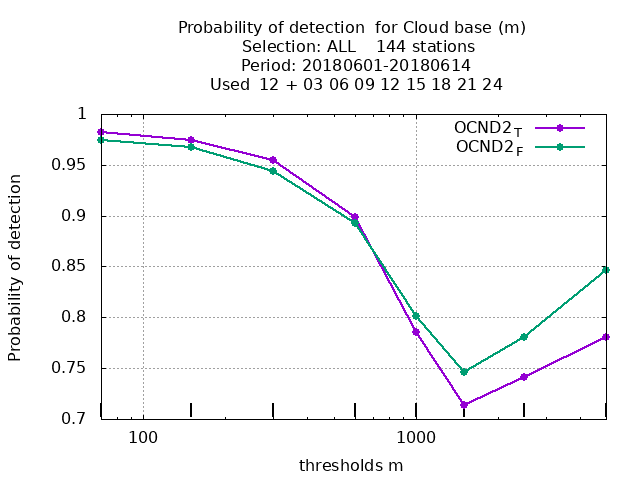 Probability of detection  for Cloud base (m)
Selection: ALL    144 stations
Period: 20180601-20180614
Used  12 + 03 06 09 12 15 18 21 24
OCND2T
OCND2F
1
0.95
0.9
0.85
0.8
0.75
0.7
Probability of detection
100
1000
thresholds m